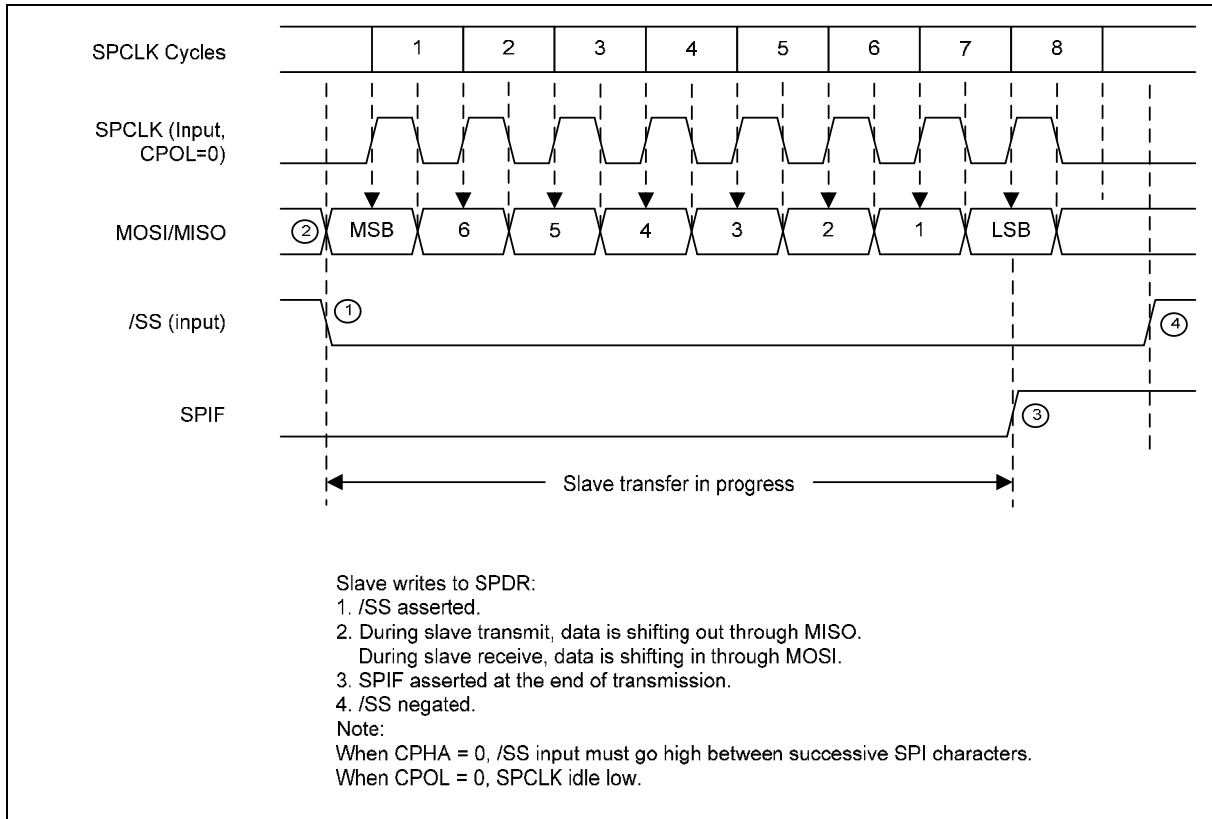 SPCLK Cycles
1 2 3 4 5 6 7 8
SPCLK (Input,
CPOL=0)
MOSI/MISO
2 MSB 6 5 4 3 2 1 LSB
/SS (input)
1
4
SPIF
3
Slave transfer in progress
Slave writes to SPDR:
1. /SS asserted.
2. During slave transmit, data is shifting out through MISO.
During slave receive, data is shifting in through MOSI.
3. SPIF asserted at the end of transmission.
4. /SS negated.
Note:
When CPHA = 0, /SS input must go high between successive SPI characters.
When CPOL = 0, SPCLK idle low.